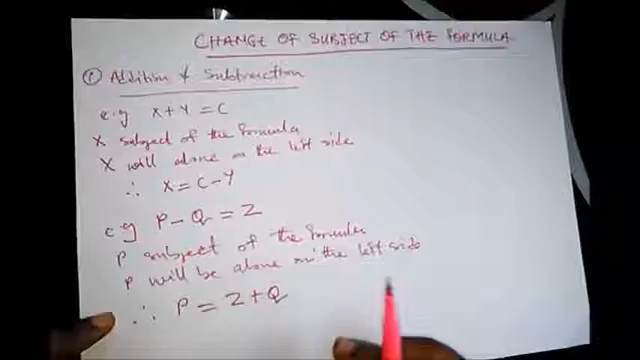 CHANGE OF SUBJECT OF THE FORMULA
① Addition & Subtraction
e.g X + Y = C
X subject of the formula
X will alone on the left side
∴ X = C - Y
e.g P - Q = Z
P subject of the formula
P will be alone on the left side
∴ P = Z + Q